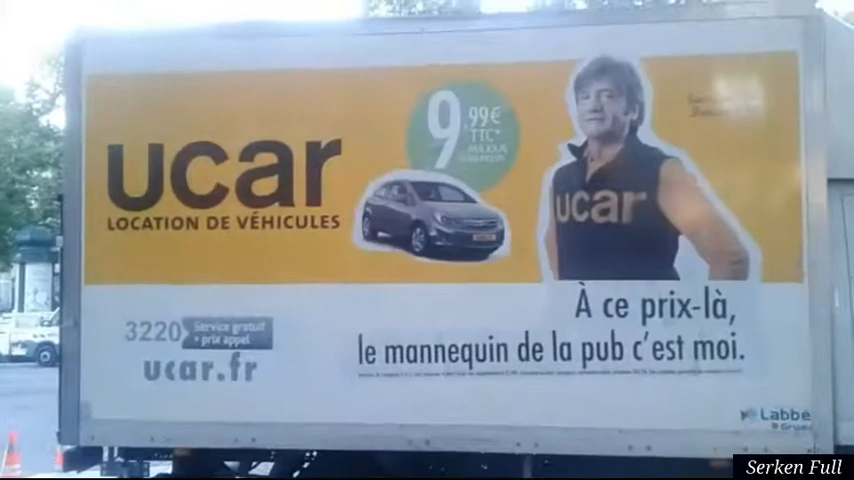 ucar
LOCATION DE VÉHICULES
9,99€
TTC*
ucar
À ce prix-là,
le mannequin de la pub c'est moi.
3220
Service gratuit
+ prix appel
ucar.fr
Labbé
Serken Full